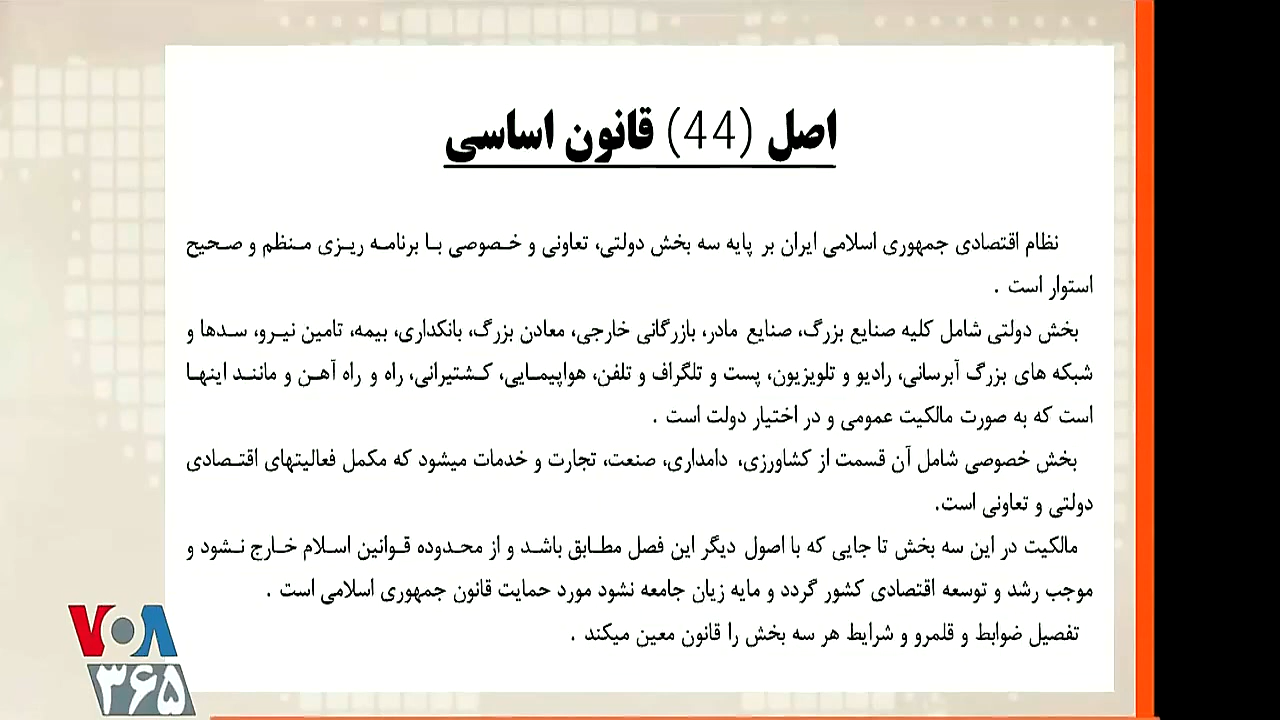 اصل (44) قانون اساسی
نظام اقتصادی جمهوری اسلامی ایران بر پایه سه بخش دولتی، تعاونی و خصوصی با برنامه ریزی منظم و صحیح
استوار است .
بخش دولتی شامل کلیه صنایع بزرگ، صنایع مادر، بازرگانی خارجی، معادن بزرگ، بانکداری، بیمه، تامین نیرو، سدها و
شبکه های بزرگ آبرسانی، رادیو و تلویزیون، پست و تلگراف و تلفن، هواپیمایی، کشتیرانی، راه و راه آهن و مانند اینها
است که به صورت مالکیت عمومی و در اختیار دولت است .
بخش خصوصی شامل آن قسمت از کشاورزی، دامداری، صنعت، تجارت و خدمات میشود که مکمل فعالیتهای اقتصادی
دولتی و تعاونی است.
مالکیت در این سه بخش تا جایی که با اصول دیگر این فصل مطابق باشد و از محدوده قوانین اسلام خارج نشود و
موجب رشد و توسعه اقتصادی کشور گردد و مایه زیان جامعه نشود مورد حمایت قانون جمهوری اسلامی است .
تفصیل ضوابط و قلمرو و شرایط هر سه بخش را قانون معین میکند .
VOA
۳۶۵